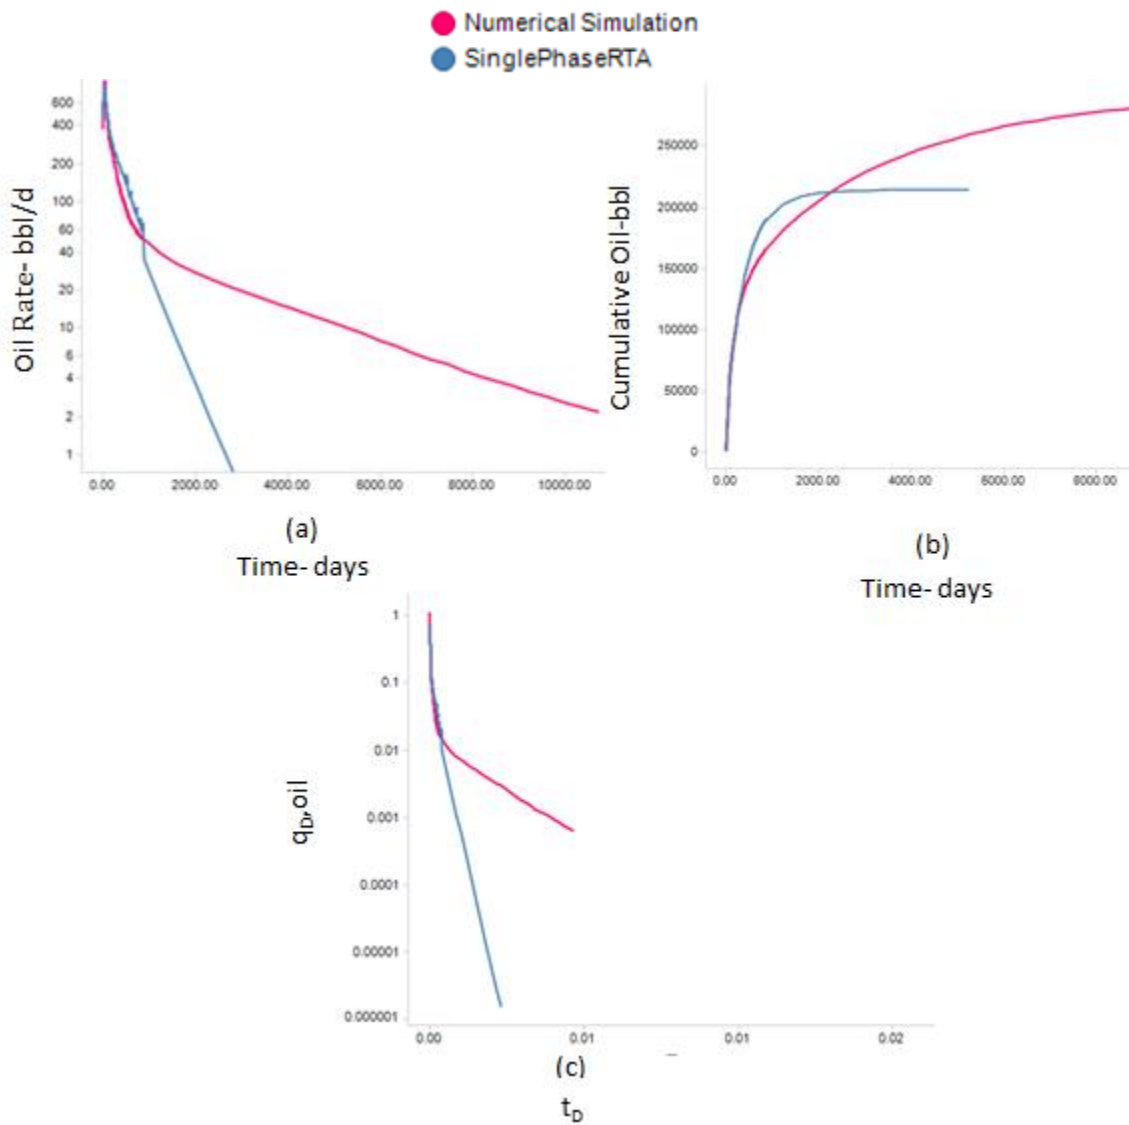 Numerical Simulation
SinglePhaseRTA
Oil Rate- bbl/d
600
400
200
100
60
40
20
10
6
4
2
1
0.00 2000.00 4000.00 6000.00 8000.00 10000.00
(a)
Time- days
Cumulative Oil-bbl
250000
200000
150000
100000
50000
0
0.00 2000.00 4000.00 6000.00 8000.00
(b)
Time- days
qD,oil
1
0.1
0.01
0.001
0.0001
0.00001
0.000001
0.00 0.01 0.01 0.02
(c)
tD